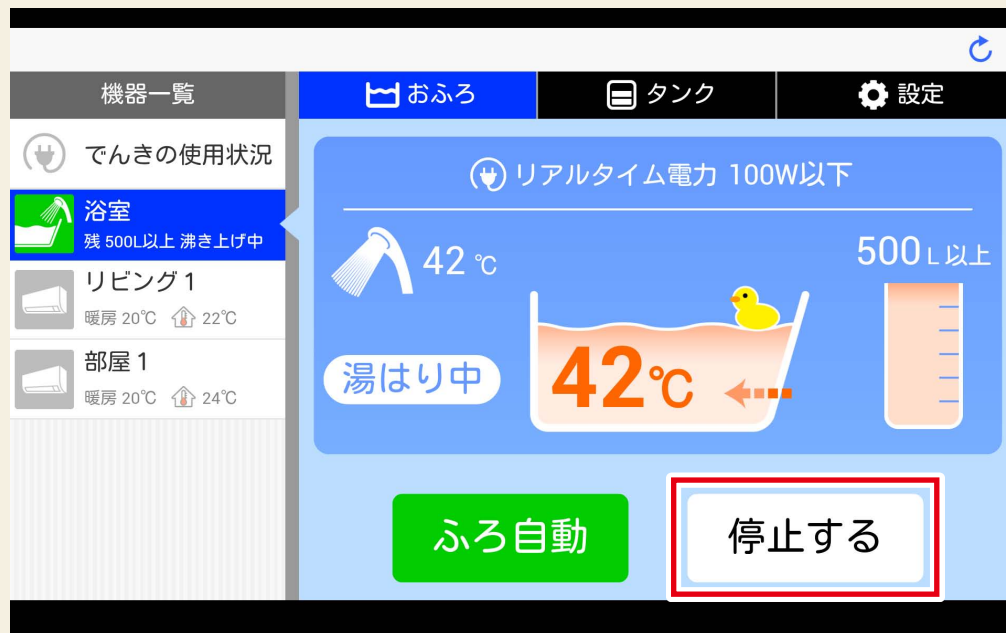 機器一覧
おふろ
タンク
設定
でんきの使用状況
浴室
残 500L以上 沸き上げ中
リビング 1
暖房 20℃ 22℃
部屋 1
暖房 20℃ 24℃
リアルタイム電力 100W以下
42 ℃
500 L 以上
湯はり中
42℃
ふろ自動
停止する